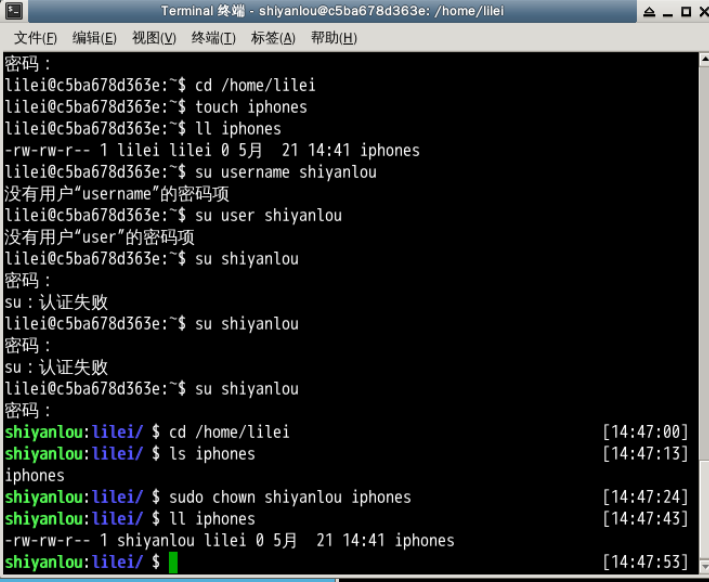 Terminal 终端 - shiyanlou@c5ba678d363e: /home/lilei
文件(F) 编辑(E) 视图(V) 终端(T) 标签(A) 帮助(H)
密码：
lilei@c5ba678d363e:~$ cd /home/lilei
lilei@c5ba678d363e:~$ touch iphones
lilei@c5ba678d363e:~$ ll iphones
-rw-rw-r-- 1 lilei lilei 0 5月  21 14:41 iphones
lilei@c5ba678d363e:~$ su username shiyanlou
没有用户“username”的密码项
lilei@c5ba678d363e:~$ su user shiyanlou
没有用户“user”的密码项
lilei@c5ba678d363e:~$ su shiyanlou
密码：
su：认证失败
lilei@c5ba678d363e:~$ su shiyanlou
密码：
su：认证失败
lilei@c5ba678d363e:~$ su shiyanlou
密码：
shiyanlou:lilei/ $ cd /home/lilei [14:47:00]
shiyanlou:lilei/ $ ls iphones [14:47:13]
iphones
shiyanlou:lilei/ $ sudo chown shiyanlou iphones [14:47:24]
shiyanlou:lilei/ $ ll iphones [14:47:43]
-rw-rw-r-- 1 shiyanlou lilei 0 5月  21 14:41 iphones
shiyanlou:lilei/ $ [14:47:53]